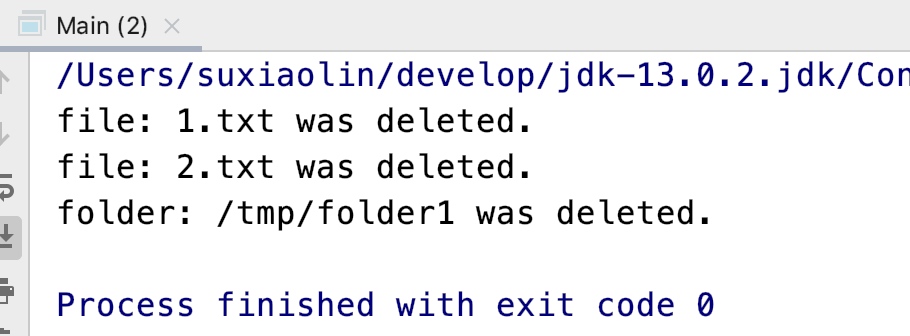 Main (2)
/Users/suxiaolin/develop/jdk-13.0.2.jdk/Con
file: 1.txt was deleted.
file: 2.txt was deleted.
folder: /tmp/folder1 was deleted.
Process finished with exit code 0